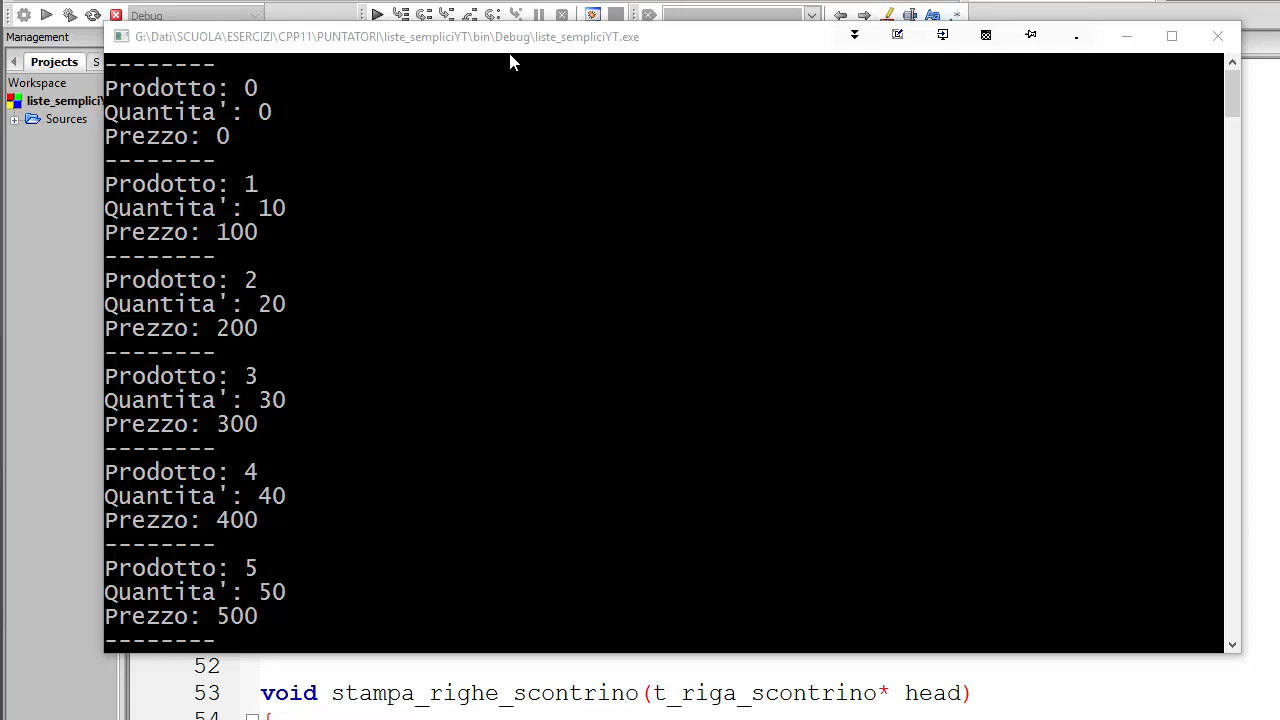 Debug
Management
G:\Dati\SCUOLA\ESERCIZI\CPP11\PUNTATORI\liste_sempliciYT\bin\Debug\liste_sempliciYT.exe
Projects S
Workspace
liste_sempliciY
Sources
--------
Prodotto: 0
Quantita': 0
Prezzo: 0
--------
Prodotto: 1
Quantita': 10
Prezzo: 100
--------
Prodotto: 2
Quantita': 20
Prezzo: 200
--------
Prodotto: 3
Quantita': 30
Prezzo: 300
--------
Prodotto: 4
Quantita': 40
Prezzo: 400
--------
Prodotto: 5
Quantita': 50
Prezzo: 500
--------
52
53 void stampa_righe_scontrino(t_riga_scontrino* head)
54 {